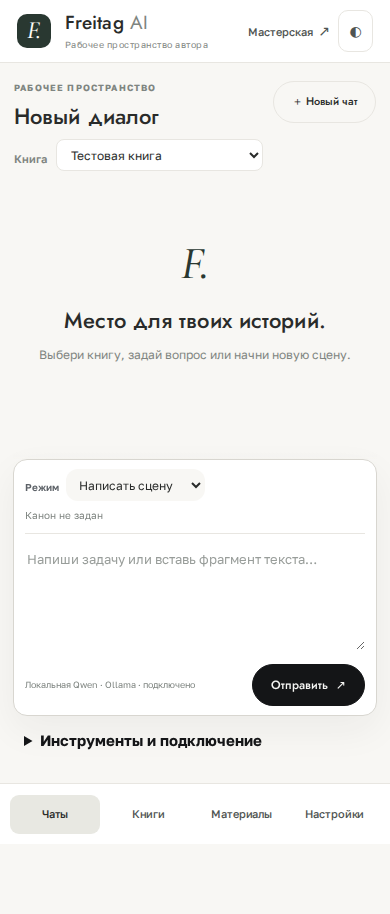 F.
Freitag AI
Рабочее пространство автора
Мастерская ↗
РАБОЧЕЕ ПРОСТРАНСТВО
Новый диалог
+ Новый чат
Книга
Тестовая книга
F.
Место для твоих историй.
Выбери книгу, задай вопрос или начни новую сцену.
Режим
Написать сцену
Канон не задан
Напиши задачу или вставь фрагмент текста…
Локальная Qwen · Ollama · подключено
Отправить ↗
Инструменты и подключение
Чаты
Книги
Материалы
Настройки